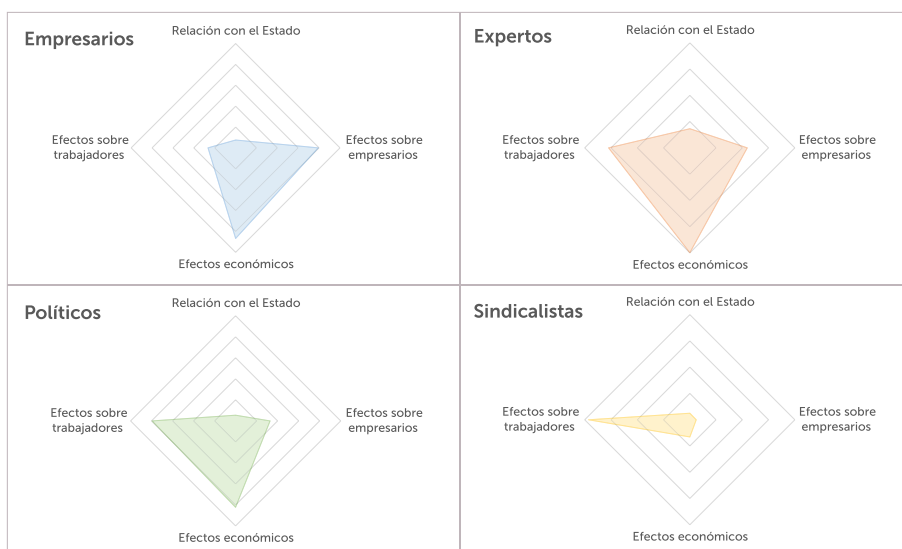 Empresarios
Relación con el Estado
Efectos sobre
trabajadores
Efectos sobre
empresarios
Efectos económicos
Expertos
Relación con el Estado
Efectos sobre
trabajadores
Efectos sobre
empresarios
Efectos económicos
Políticos
Relación con el Estado
Efectos sobre
trabajadores
Efectos sobre
empresarios
Efectos económicos
Sindicalistas
Relación con el Estado
Efectos sobre
trabajadores
Efectos sobre
empresarios
Efectos económicos